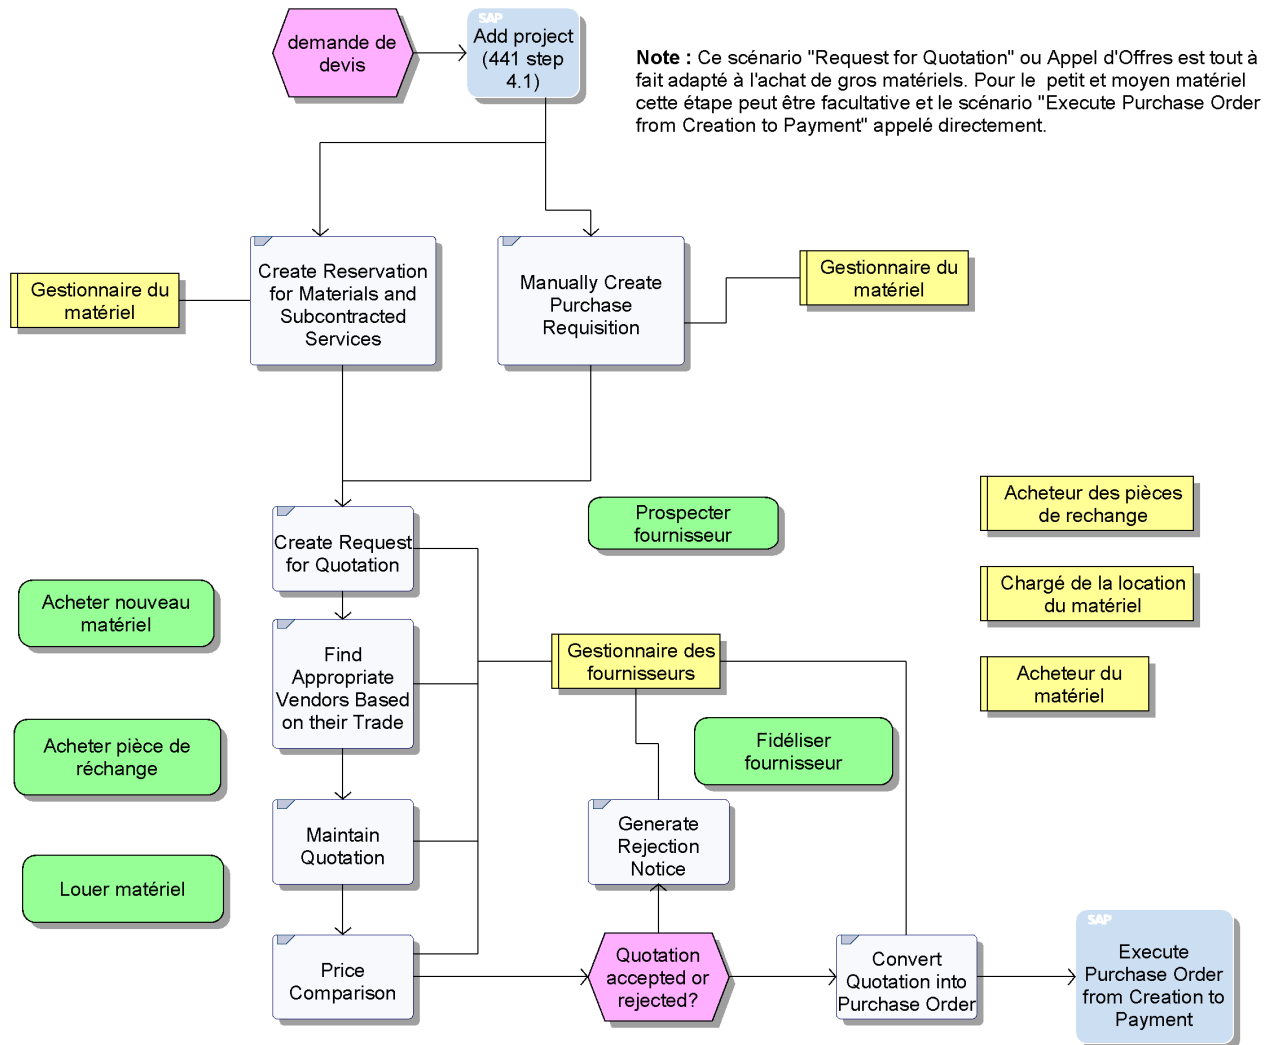 demande de
devis
SAP
Add project
(441 step
4.1)
Note : Ce scénario "Request for Quotation" ou Appel d'Offres est tout à
fait adapté à l'achat de gros matériels. Pour le petit et moyen matériel
cette étape peut être facultative et le scénario "Execute Purchase Order
from Creation to Payment" appelé directement.
Gestionnaire du
matériel
Create Reservation
for Materials and
Subcontracted
Services
Manually Create
Purchase
Requisition
Gestionnaire du
matériel
Create Request
for Quotation
Prospecter
fournisseur
Acheteur des pièces
de rechange
Acheter nouveau
matériel
Chargé de la location
du matériel
Find
Appropriate
Vendors Based
on their Trade
Gestionnaire des
fournisseurs
Acheteur du
matériel
Acheter pièce de
réchange
Fidéliser
fournisseur
Maintain
Quotation
Generate
Rejection
Notice
Louer matériel
Price
Comparison
Quotation
accepted or
rejected?
Convert
Quotation into
Purchase Order
SAP
Execute
Purchase Order
from Creation to
Payment